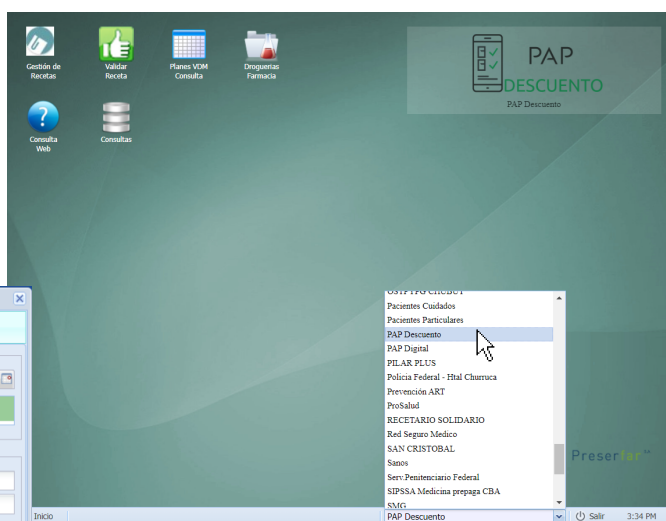 Gestión de
Recetas
Validar
Receta
Planes VDM
Consulta
Droguerias
Farmacia
PAP
DESCUENTO
PAP Descuento
Consulta
Web
Consultas
OSTPTPG CHUBUT
Pacientes Cuidados
Pacientes Particulares
PAP Descuento
PAP Digital
PILAR PLUS
Policia Federal - Htal Churruca
Prevención ART
ProSalud
RECETARIO SOLIDARIO
Red Seguro Medico
SAN CRISTOBAL
Sanos
Serv.Penitenciario Federal
SIPSSA Medicina prepaga CBA
SMG
Preserfar
Inicio
PAP Descuento
Salir
3:34 PM